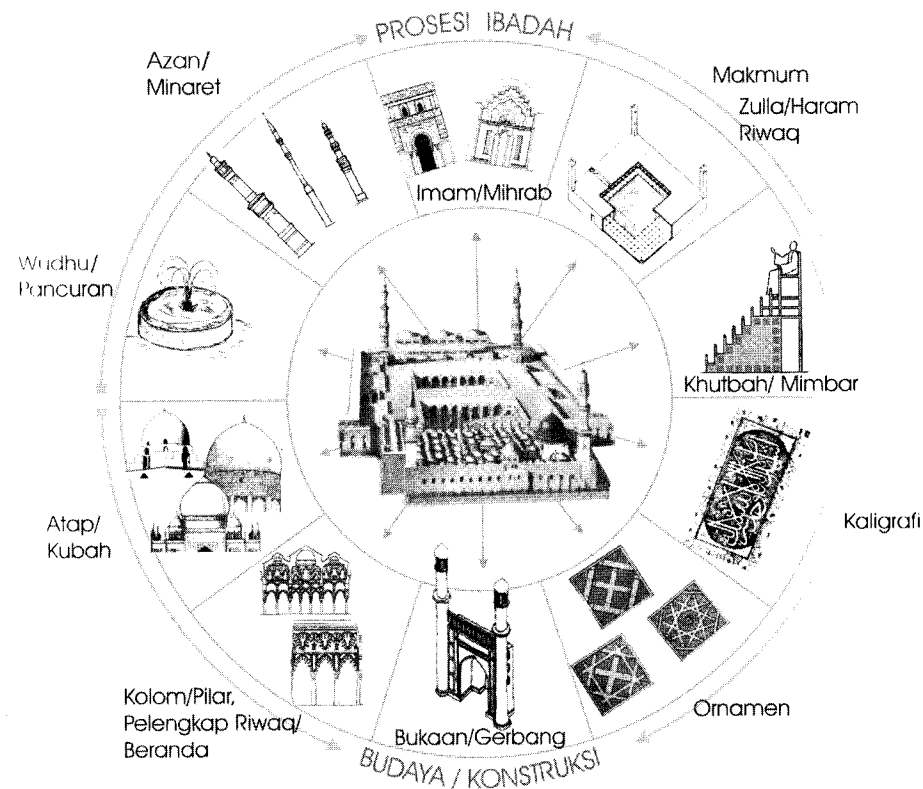 PROSESI IBADAH
Azan/
Minaret
Makmum
Zulla/Haram
Riwaq
Imam/Mihrab
Wudhu/
Pancuran
Khutbah/ Mimbar
Atap/
Kubah
Kaligrafi
Kolom/Pilar,
Pelengkap Riwaq/
Beranda
Bukaan/Gerbang
Ornamen
BUDAYA / KONSTRUKSI